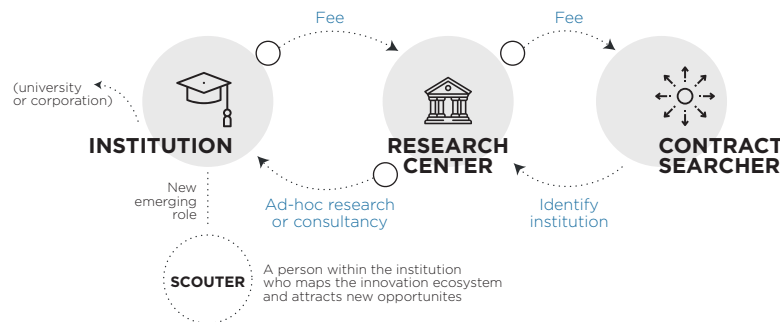 Fee
Fee
(university
or corporation)
INSTITUTION
RESEARCH
CENTER
CONTRACT
SEARCHER
New
emerging
role
Ad-hoc research
or consultancy
Identify
institution
SCOUTER
A person within the institution
who maps the innovation ecosystem
and attracts new opportunites